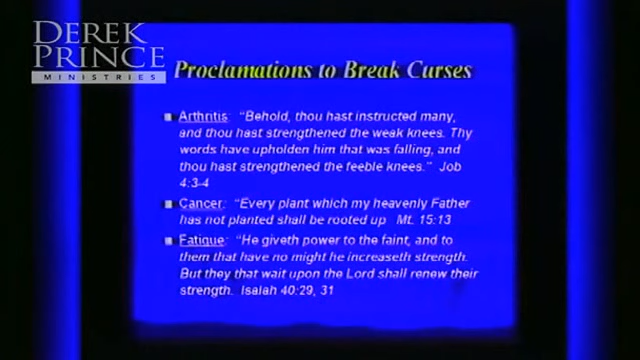 DEREK
PRINCE
MINISTRIES
Proclamations to Break Curses
Arthritis: "Behold, thou hast instructed many,
and thou hast strengthened the weak knees. Thy
words have upholden him that was falling, and
thou hast strengthened the feeble knees." Job
4:3-4
Cancer: "Every plant which my heavenly Father
has not planted shall be rooted up Mt. 15:13
Fatigue: "He giveth power to the faint, and to
them that have no might he increaseth strength.
But they that wait upon the Lord shall renew their
strength. Isaiah 40:29, 31